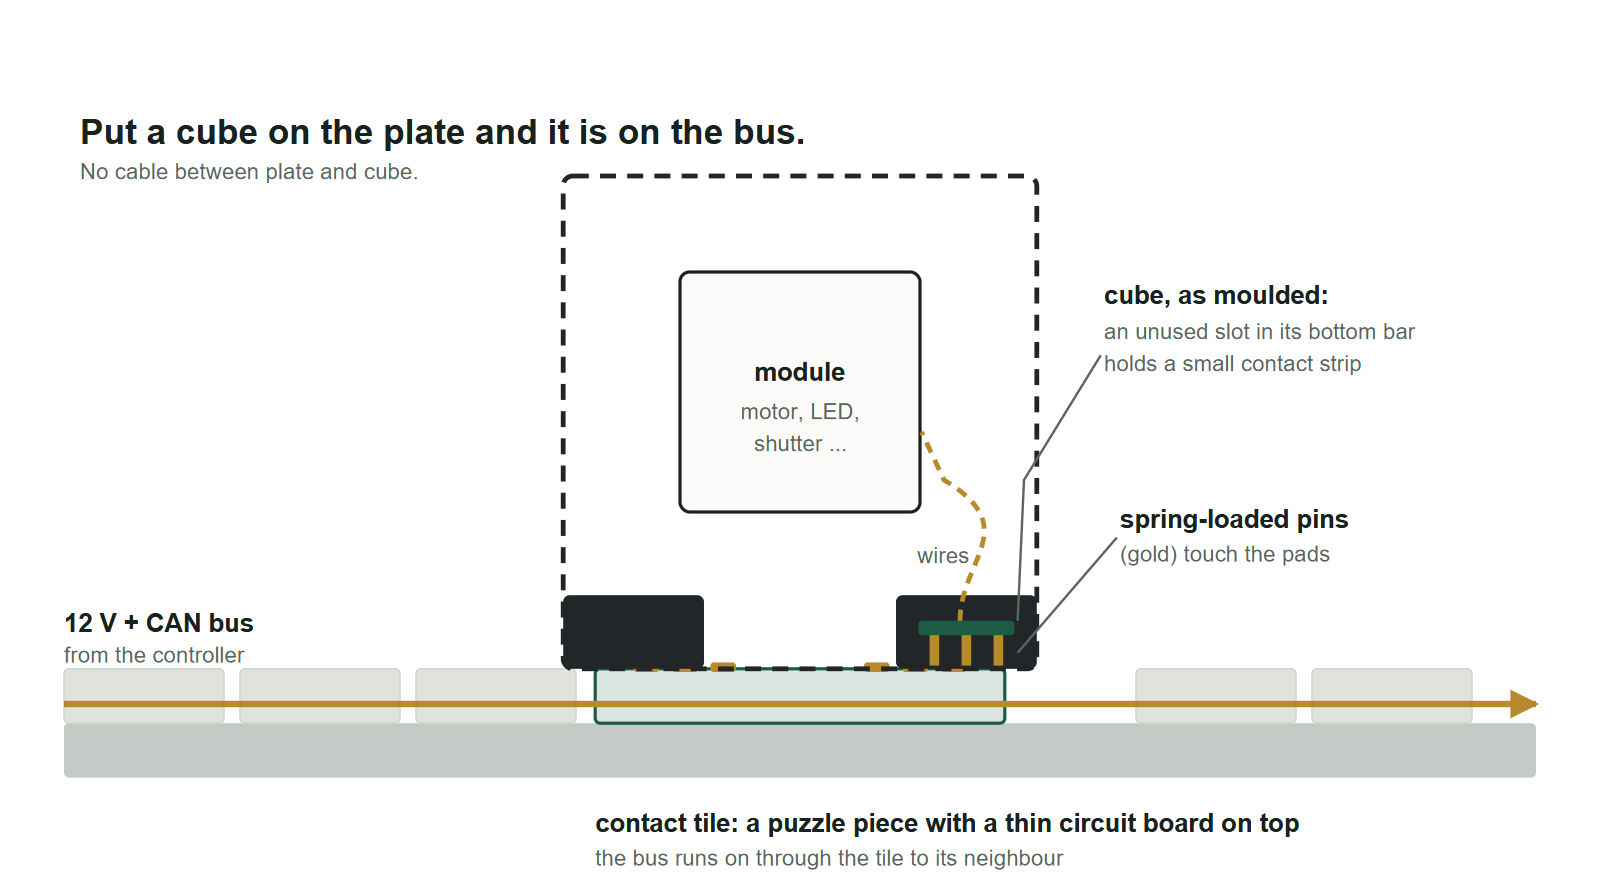 Put a cube on the plate and it is on the bus.
No cable between plate and cube.
cube, as moulded:
an unused slot in its bottom bar
holds a small contact strip
module
motor, LED,
shutter ...
spring-loaded pins
(gold) touch the pads
wires
12 V + CAN bus
from the controller
contact tile: a puzzle piece with a thin circuit board on top
the bus runs on through the tile to its neighbour